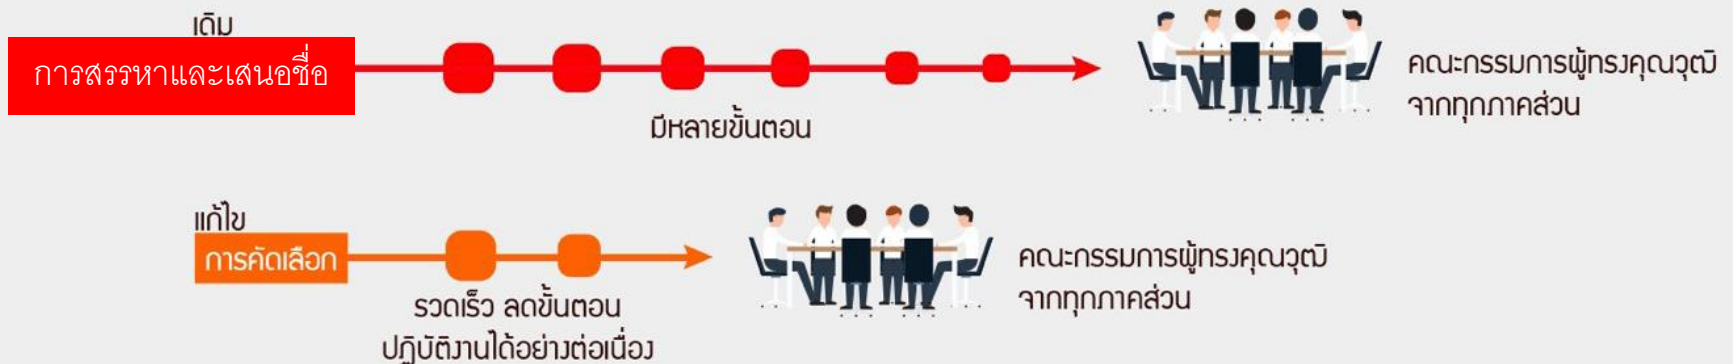 เดิม
การสรรหาและเสนอชื่อ
มีหลายขั้นตอน
คณะกรรมการผู้ทรงคุณวุฒิ
จากทุกภาคส่วน
แก้ไข
การคัดเลือก
รวดเร็ว ลดขั้นตอน
ปฏิบัติงานได้อย่างต่อเนื่อง
คณะกรรมการผู้ทรงคุณวุฒิ
จากทุกภาคส่วน